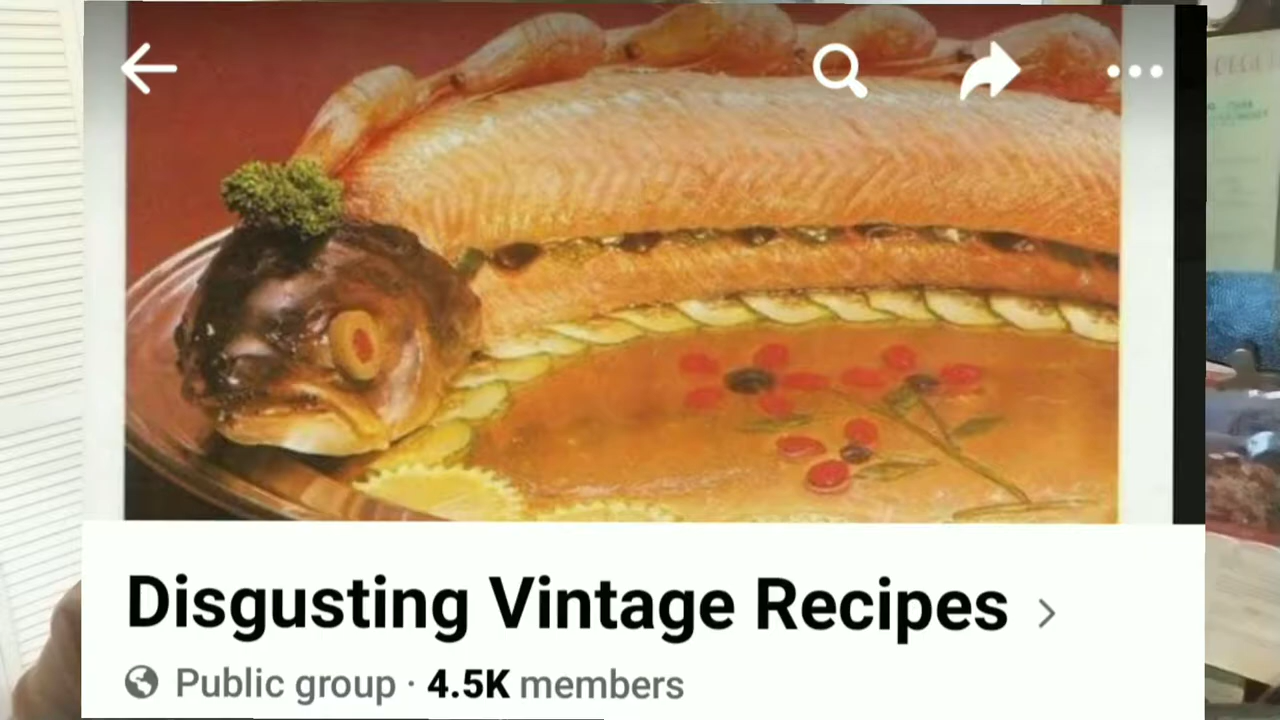 Disgusting Vintage Recipes
Public group · 4.5K members